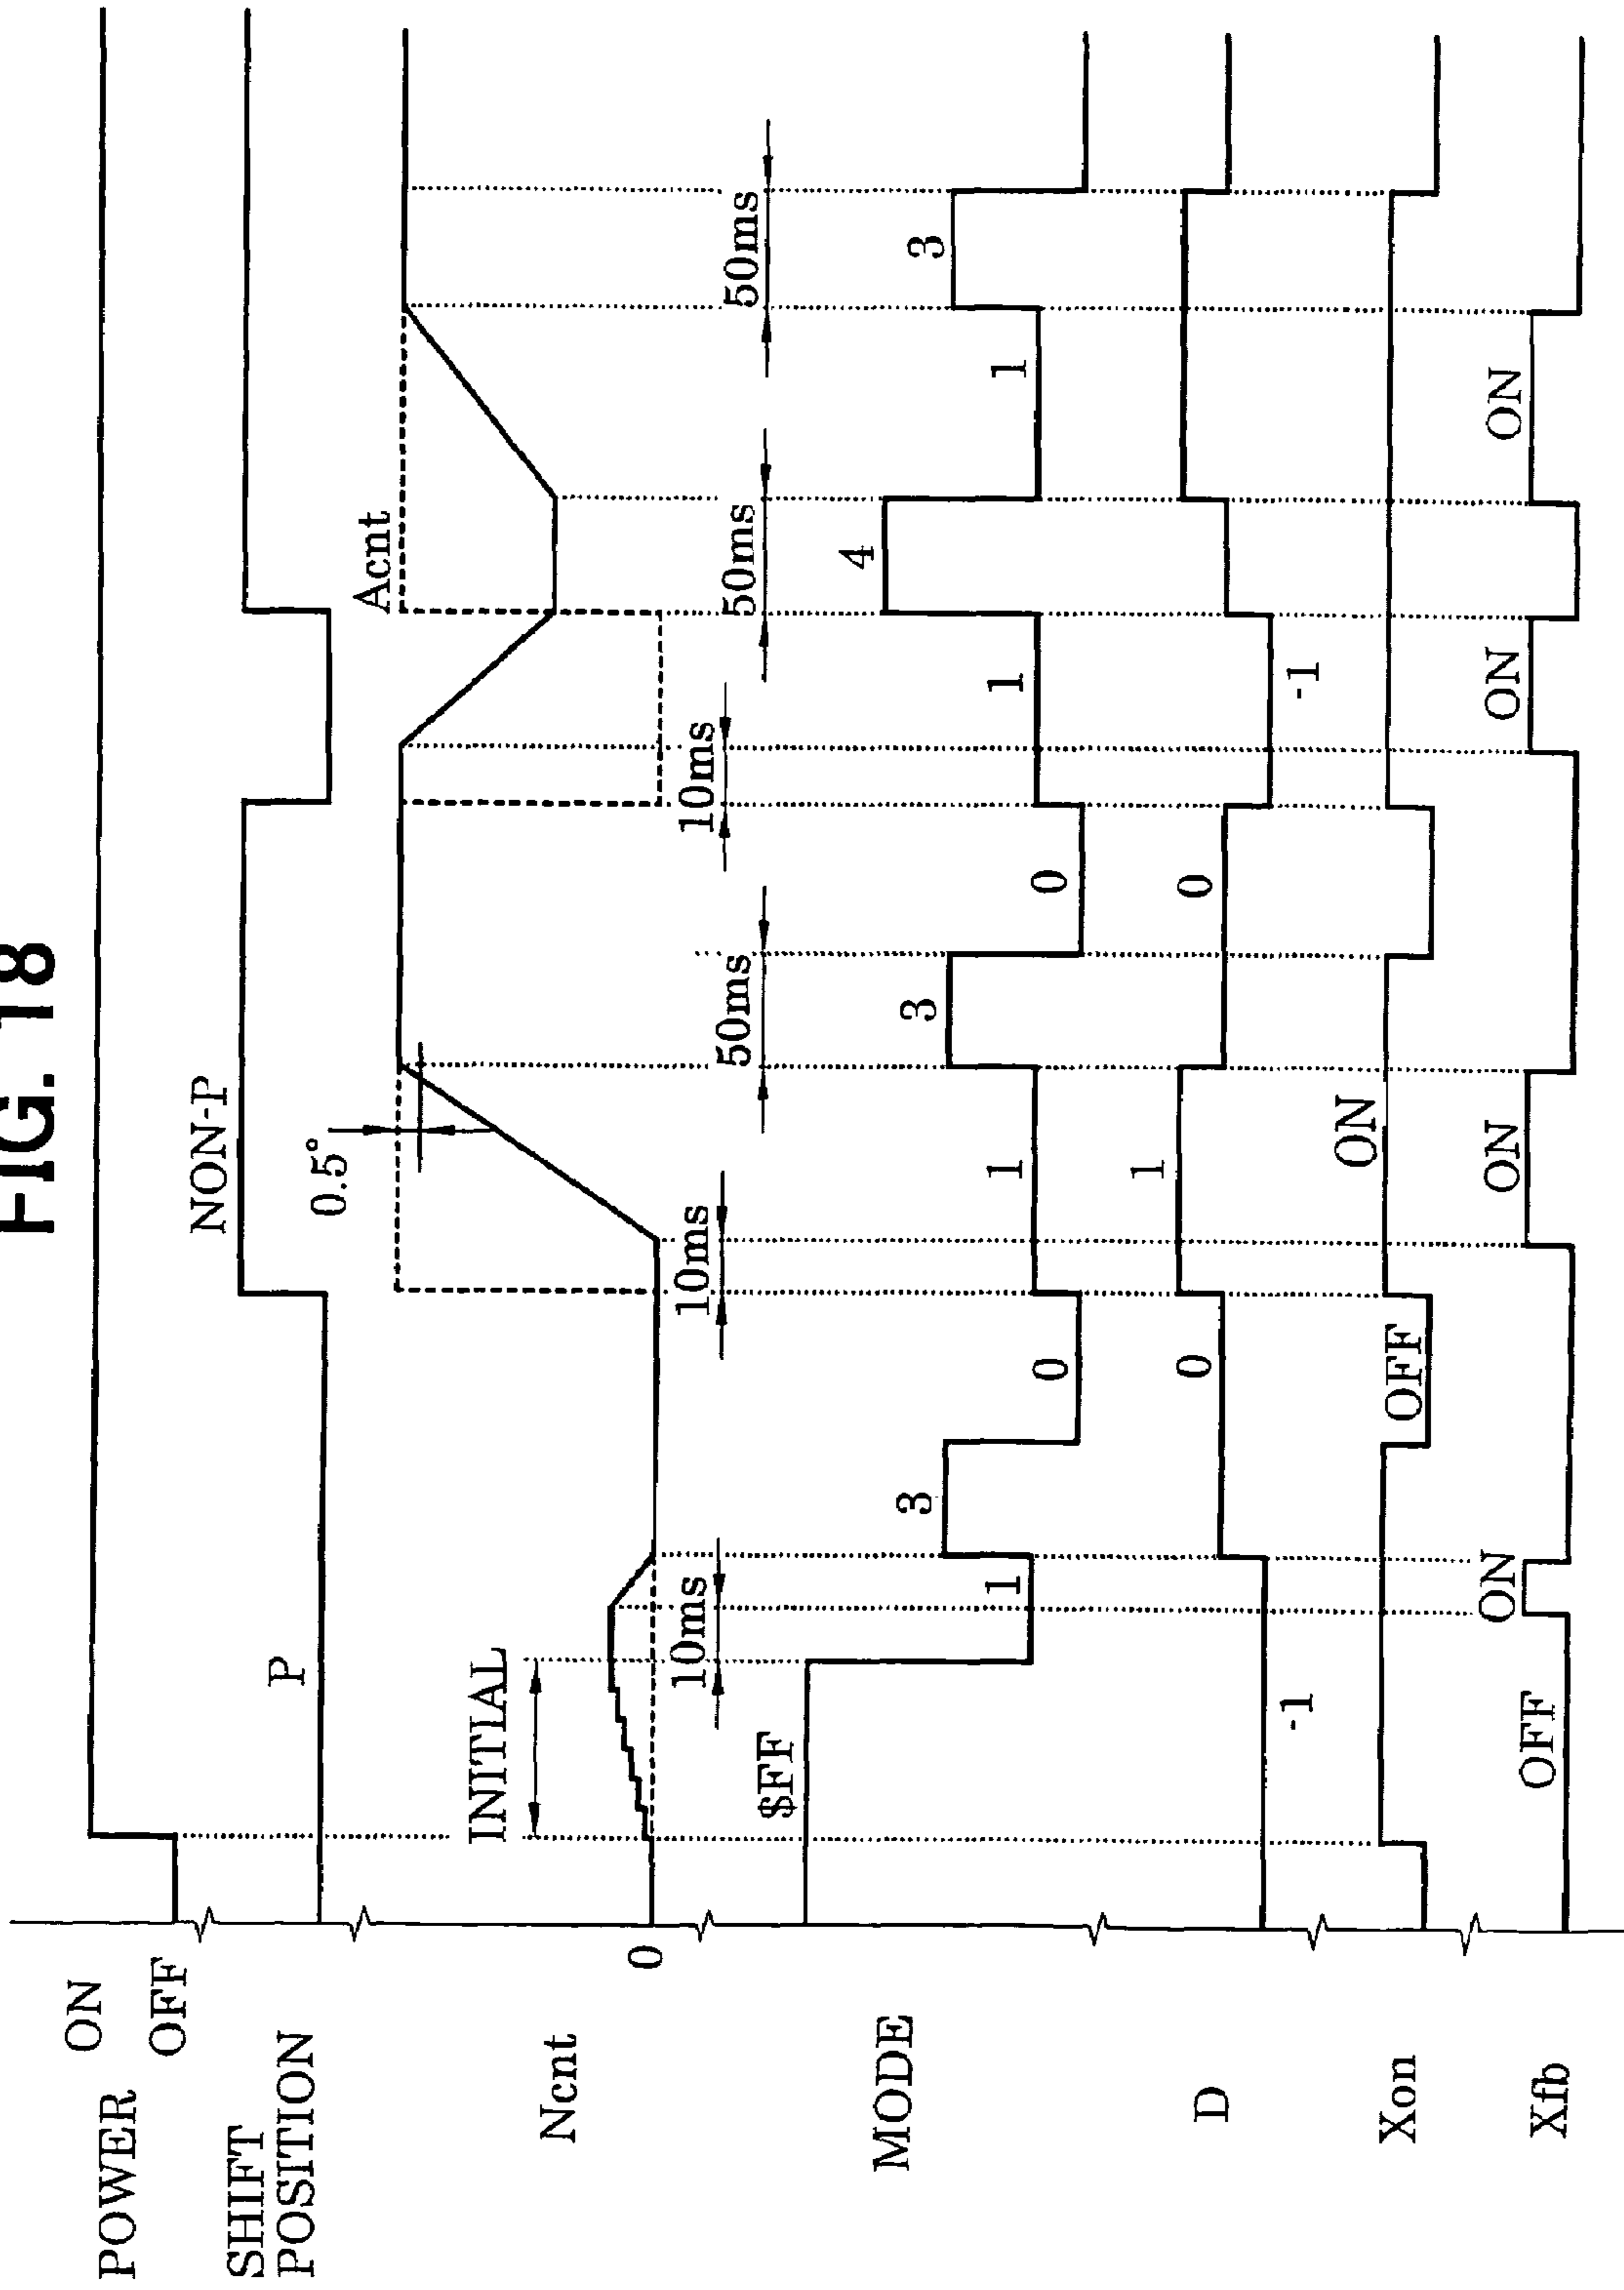 FIG. 18
POWER
ON
OFF
SHIFT
POSITION
P
NON-P
Ncnt
0
INITIAL
0.5°
Acnt
10ms
10ms
50ms
10ms
50ms
50ms
MODE
$FF
1
3
0
1
3
0
1
4
1
3
D
-1
0
1
0
-1
Xon
OFF
ON
Xfb
OFF
ON
ON
ON
ON